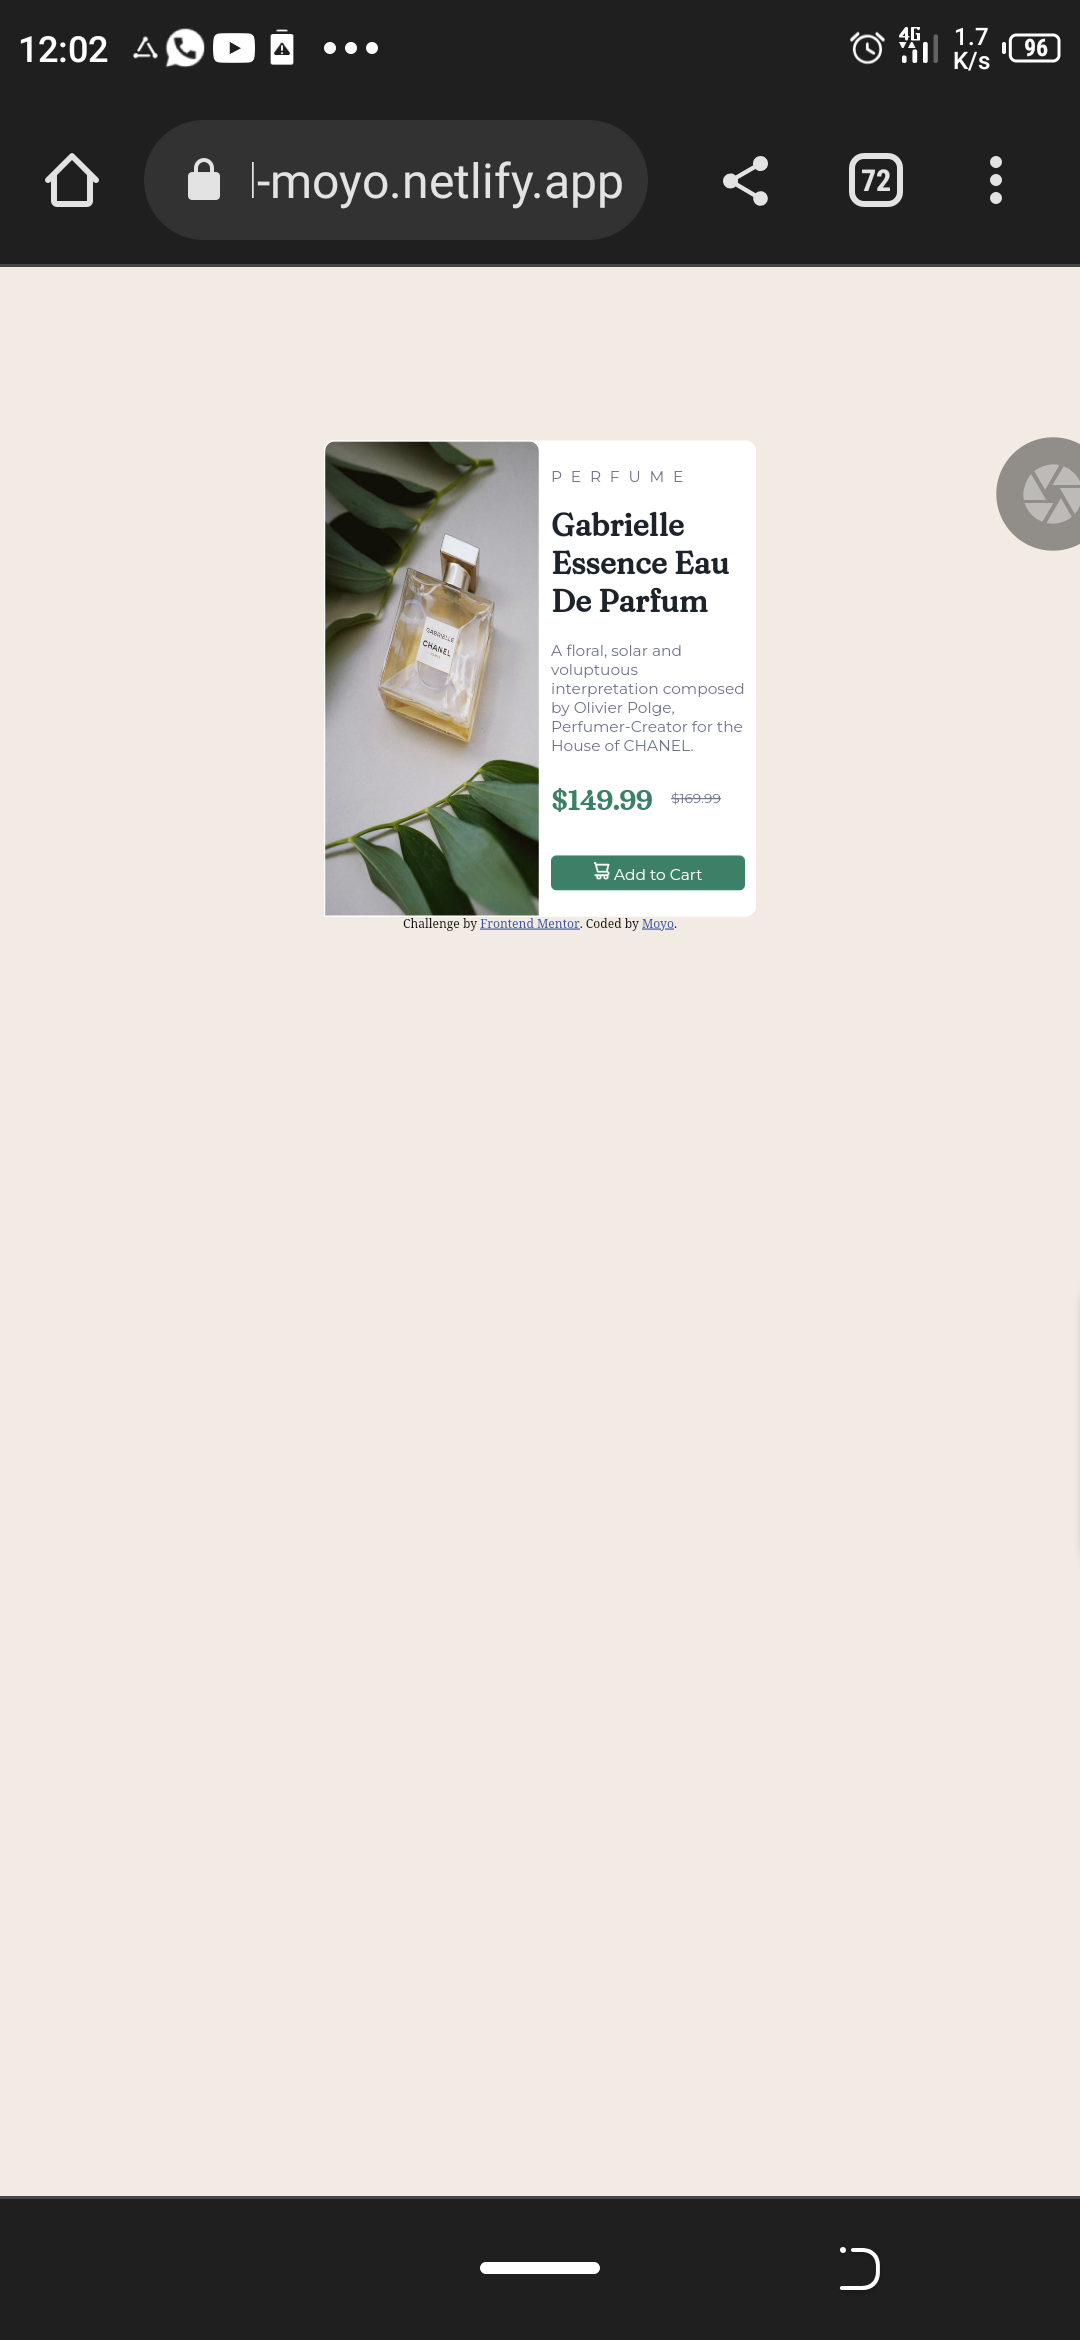 12:02
4G
1.7
K/s
96
-moyo.netlify.app
72
PERFUME
Gabrielle
Essence Eau
De Parfum
GABRIELLE
CHANEL
A floral, solar and
voluptuous
interpretation composed
by Olivier Polge,
Perfumer-Creator for the
House of CHANEL.
$149.99 $169.99
Add to Cart
Challenge by Frontend Mentor. Coded by Moyo.